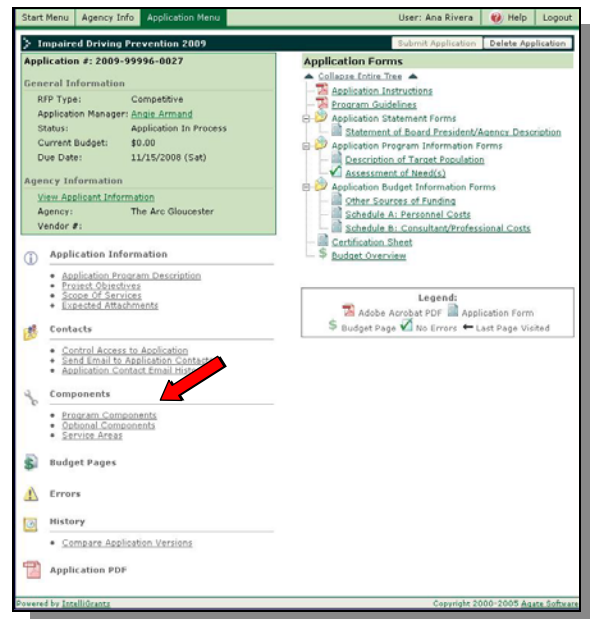 Start Menu Agency Info Application Menu User: Ana Rivera Help Logout
Impaired Driving Prevention 2009 Submit Application Delete Application
Application #: 2009-99996-0027
General Information
RFP Type: Competitive
Application Manager: Angie Armand
Status: Application In Process
Current Budget: $0.00
Due Date: 11/15/2008 (Sat)
Agency Information
View Applicant Information
Agency: The Arc Gloucester
Vendor #:
Application Information
Application Program Description
Project Objectives
Scope Of Services
Expected Attachments
Contacts
Control Access to Application
Send Email to Application Contacts
Application Contact Email
Components
Program Components
Optional Components
Service Areas
Budget Pages
Errors
History
Compare Application Versions
Application PDF
Application Forms
Collapse Entire Tree
Application Instructions
Program Guidelines
Application Statement Forms
Statement of Board President/Agency Description
Application Program Information Forms
Description of Target Population
Assessment of Need(s)
Application Budget Information Forms
Other Sources of Funding
Schedule A: Personnel Costs
Schedule B: Consultant/Professional Costs
Certification Sheet
Budget Overview
Legend:
Adobe Acrobat PDF Application Form
Budget Page No Errors Last Page Visited
Powered by IntelliGrants Copyright 2000-2005 Agate Software